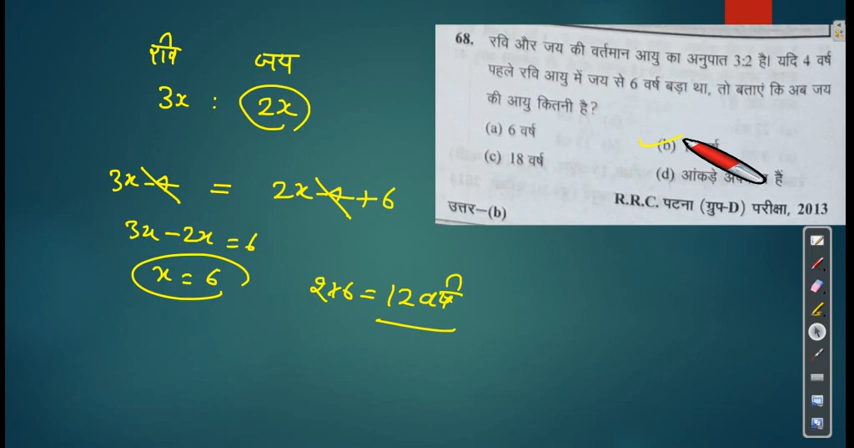 रवि जय
3x : 2x
3x-4 = 2x-4+6
3x-2x=6
x = 6
2×6 = 12 वर्ष
68. रवि और जय की वर्तमान आयु का अनुपात 3:2 है। यदि 4 वर्ष
पहले रवि आयु में जय से 6 वर्ष बड़ा था, तो बताएं कि अब जय
की आयु कितनी है?
(a) 6 वर्ष (b)
(c) 18 वर्ष (d) आंकड़े हैं
उत्तर–(b) R.R.C. पटना (ग्रुप-D) परीक्षा, 2013